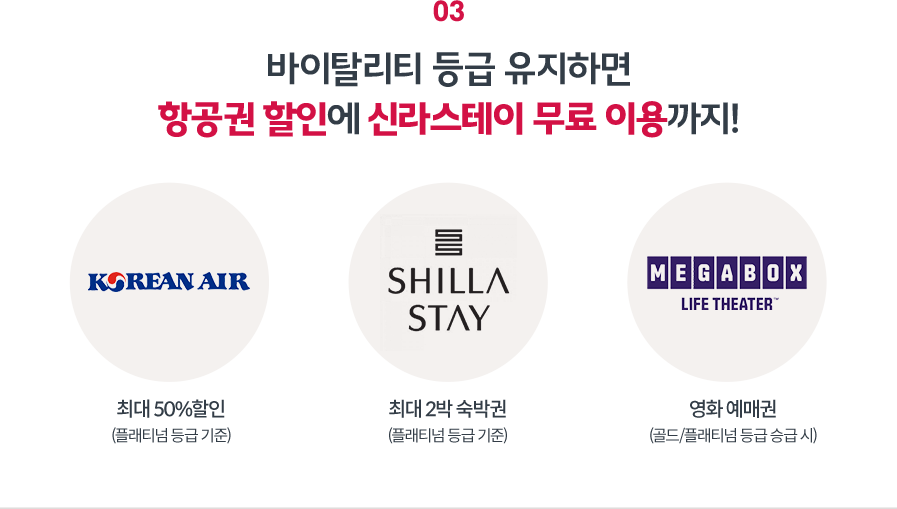 03
바이탈리티 등급 유지하면
항공권 할인에 신라스테이 무료 이용까지!
KOREAN AIR
SHILLA
STAY
MEGABOX
LIFE THEATER™
최대 50%할인
(플래티넘 등급 기준)
최대 2박 숙박권
(플래티넘 등급 기준)
영화 예매권
(골드/플래티넘 등급 승급 시)